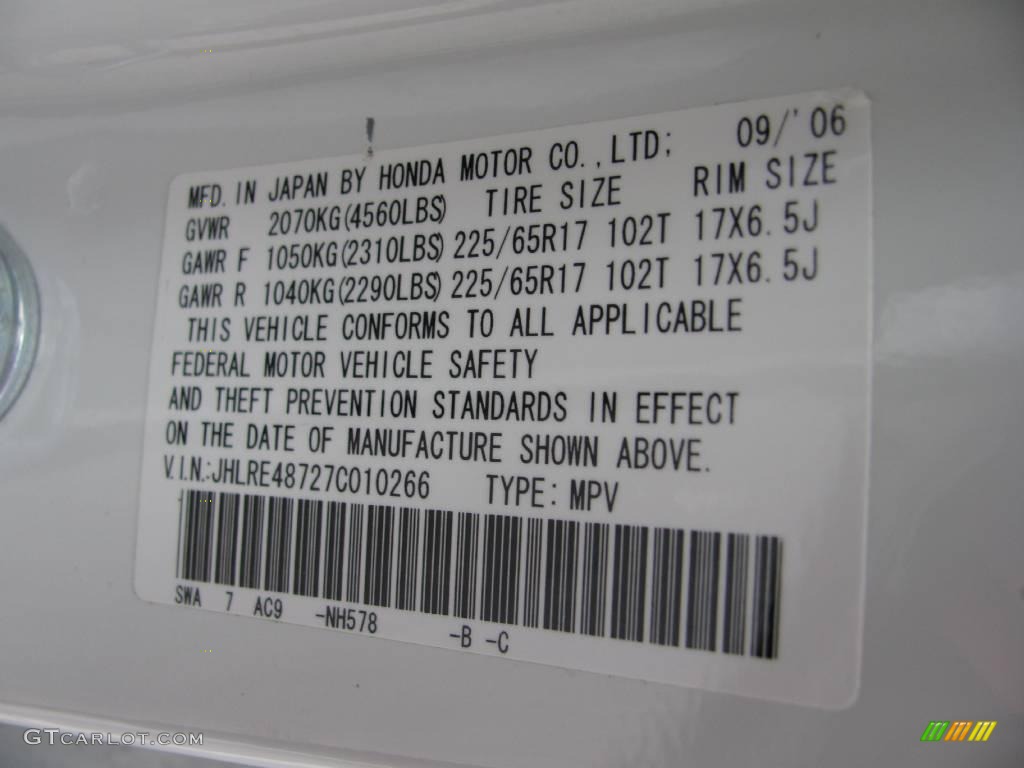 MFD. IN JAPAN BY HONDA MOTOR CO., LTD; 09/'06
GVWR 2070KG(4560LBS) TIRE SIZE RIM SIZE
GAWR F 1050KG(2310LBS) 225/65R17 102T 17X6.5J
GAWR R 1040KG(2290LBS) 225/65R17 102T 17X6.5J
THIS VEHICLE CONFORMS TO ALL APPLICABLE
FEDERAL MOTOR VEHICLE SAFETY
AND THEFT PREVENTION STANDARDS IN EFFECT
ON THE DATE OF MANUFACTURE SHOWN ABOVE.
V.I.N.:JHLRE48727C010266 TYPE: MPV
SWA 7 AC9 -NH578 -B -C
GTCARLOT.COM